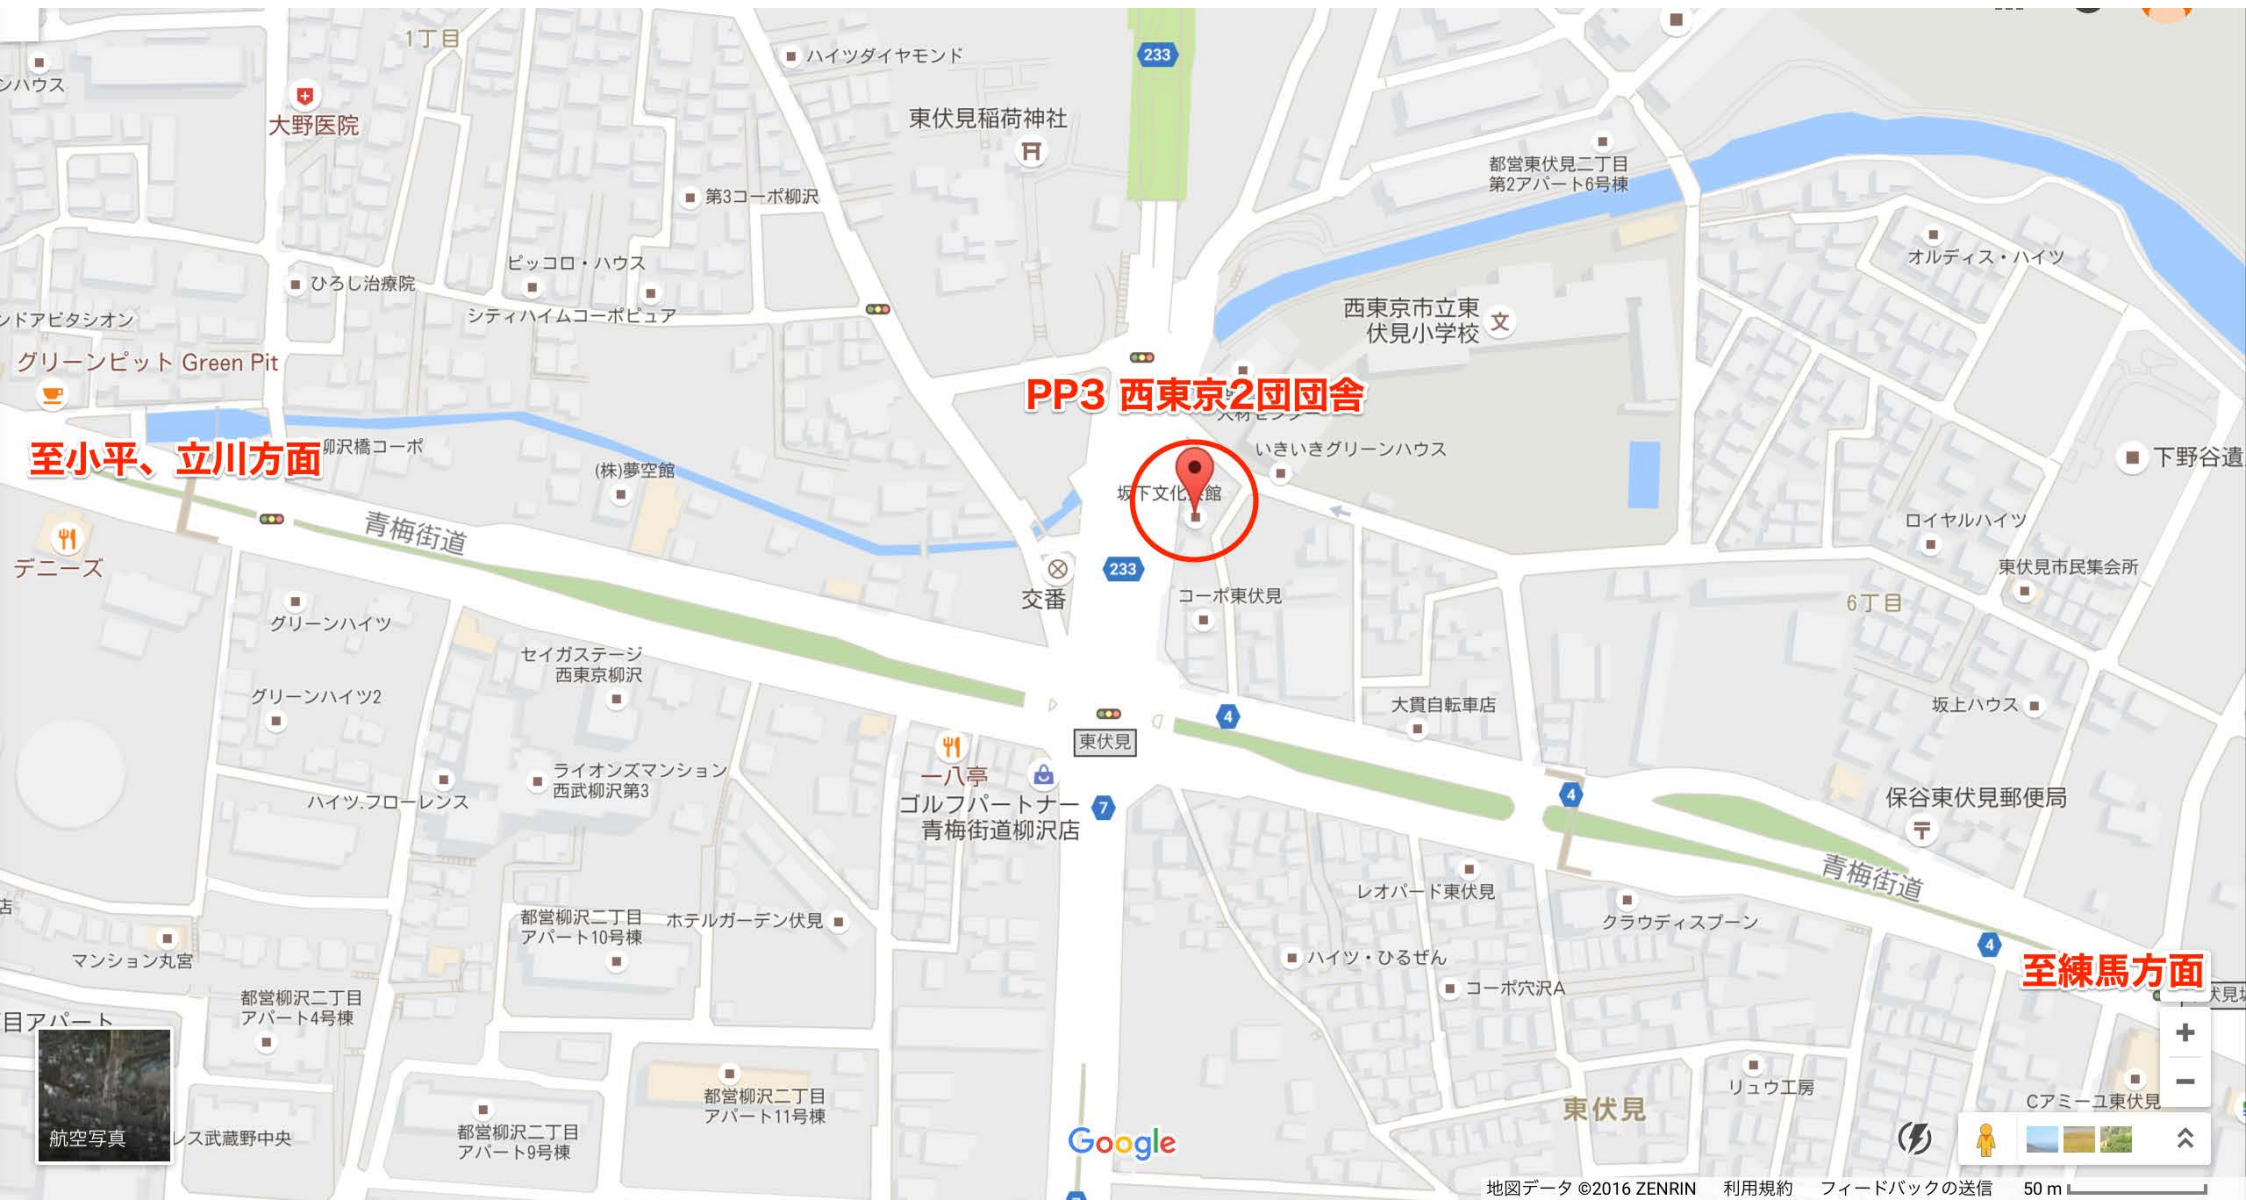 1丁目
ハイツダイヤモンド
233
ンハウス
大野医院
東伏見稲荷神社
都営東伏見二丁目
第2アパート6号棟
第3コーポ柳沢
オルディス・ハイツ
ピッコロ・ハウス
ひろし治療院
シティハイムコーポピュア
ンドアビタシオン
西東京市立東
伏見小学校
文
グリーンピット Green Pit
PP3 西東京2団団舎
いきいきグリーンハウス
至小平、立川方面
柳沢橋コーポ
(株)夢空館
下野谷遺
青梅街道
ロイヤルハイツ
デニーズ
233
東伏見市民集会所
交番
コーポ東伏見
6丁目
グリーンハイツ
セイガステージ
西東京柳沢
グリーンハイツ2
大貫自転車店
坂上ハウス
4
東伏見
ライオンズマンション
西武柳沢第3
一八亭
ハイツ.フローレンス
ゴルフパートナー
青梅街道柳沢店
7
4
保谷東伏見郵便局
青梅街道
レオパード東伏見
店
都営柳沢二丁目
アパート10号棟
ホテルガーデン伏見
クラウディスプーン
4
マンション丸宮
ハイツ・ひるぜん
至練馬方面
コーポ穴沢A
都営柳沢二丁目
アパート4号棟
目アパート
都営柳沢二丁目
アパート11号棟
リュウ工房
東伏見
Cアミーユ東伏見
航空写真
レス武蔵野中央
都営柳沢二丁目
アパート9号棟
Google
地図データ ©2016 ZENRIN 利用規約 フィードバックの送信 50 m